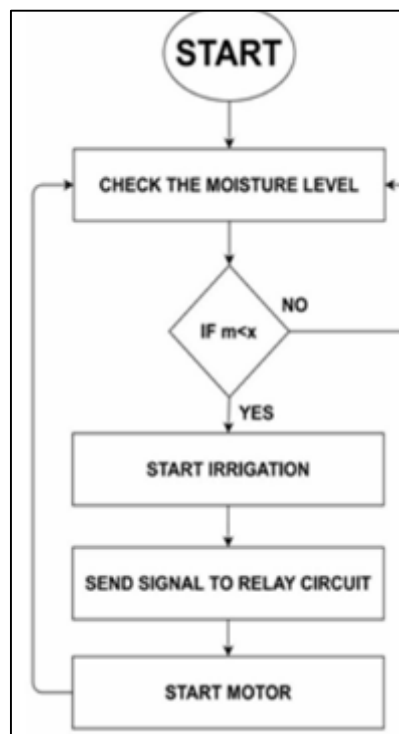 START
CHECK THE MOISTURE LEVEL
IF m<x
NO
YES
START IRRIGATION
SEND SIGNAL TO RELAY CIRCUIT
START MOTOR